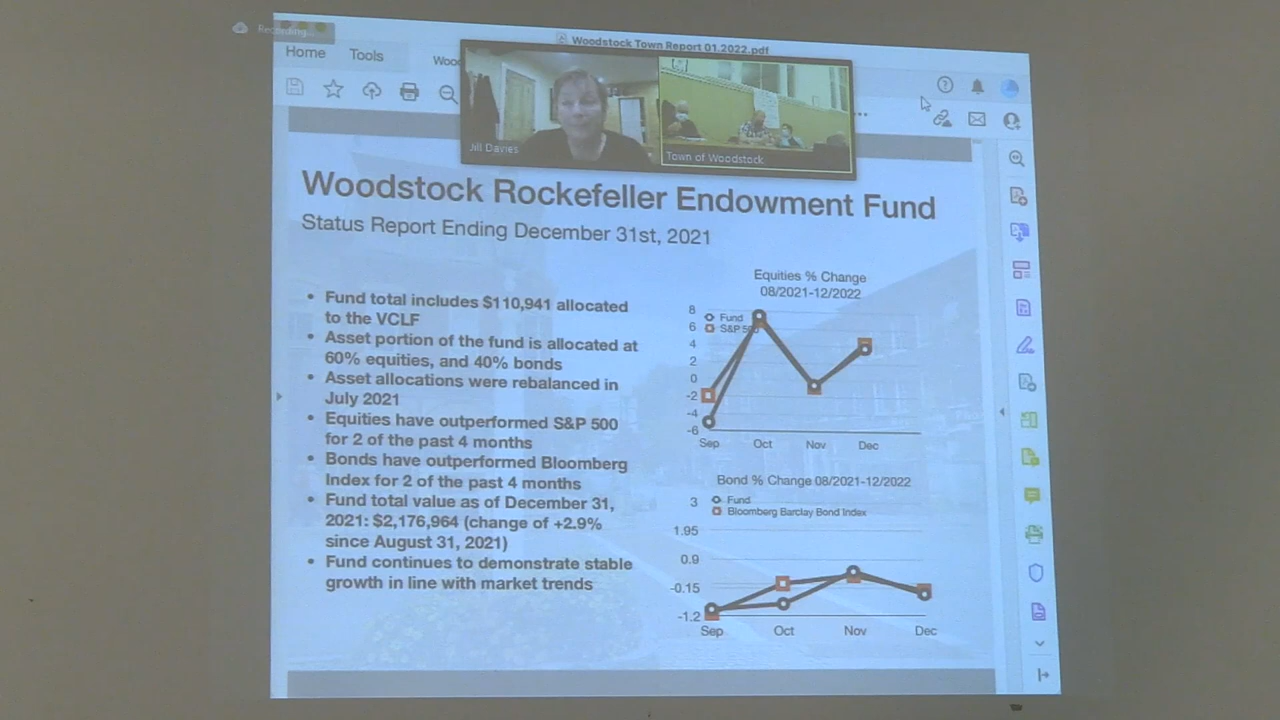 Recording...
Woodstock Town Report 01.2022.pdf
Home
Tools
Wood
Jill Davies
Town of Woodstock
Woodstock Rockefeller Endowment Fund
Status Report Ending December 31st, 2021
• Fund total includes $110,941 allocated
to the VCLF
• Asset portion of the fund is allocated at
60% equities, and 40% bonds
• Asset allocations were rebalanced in
July 2021
• Equities have outperformed S&P 500
for 2 of the past 4 months
• Bonds have outperformed Bloomberg
Index for 2 of the past 4 months
• Fund total value as of December 31,
2021: $2,176,964 (change of +2.9%
since August 31, 2021)
• Fund continues to demonstrate stable
growth in line with market trends
Equities % Change
08/2021-12/2022
Fund
S&P 500
8
6
4
2
0
-2
-4
-6
Sep Oct Nov Dec
Bond % Change 08/2021-12/2022
Fund
Bloomberg Barclay Bond Index
3
1.95
0.9
-0.15
-1.2
Sep Oct Nov Dec